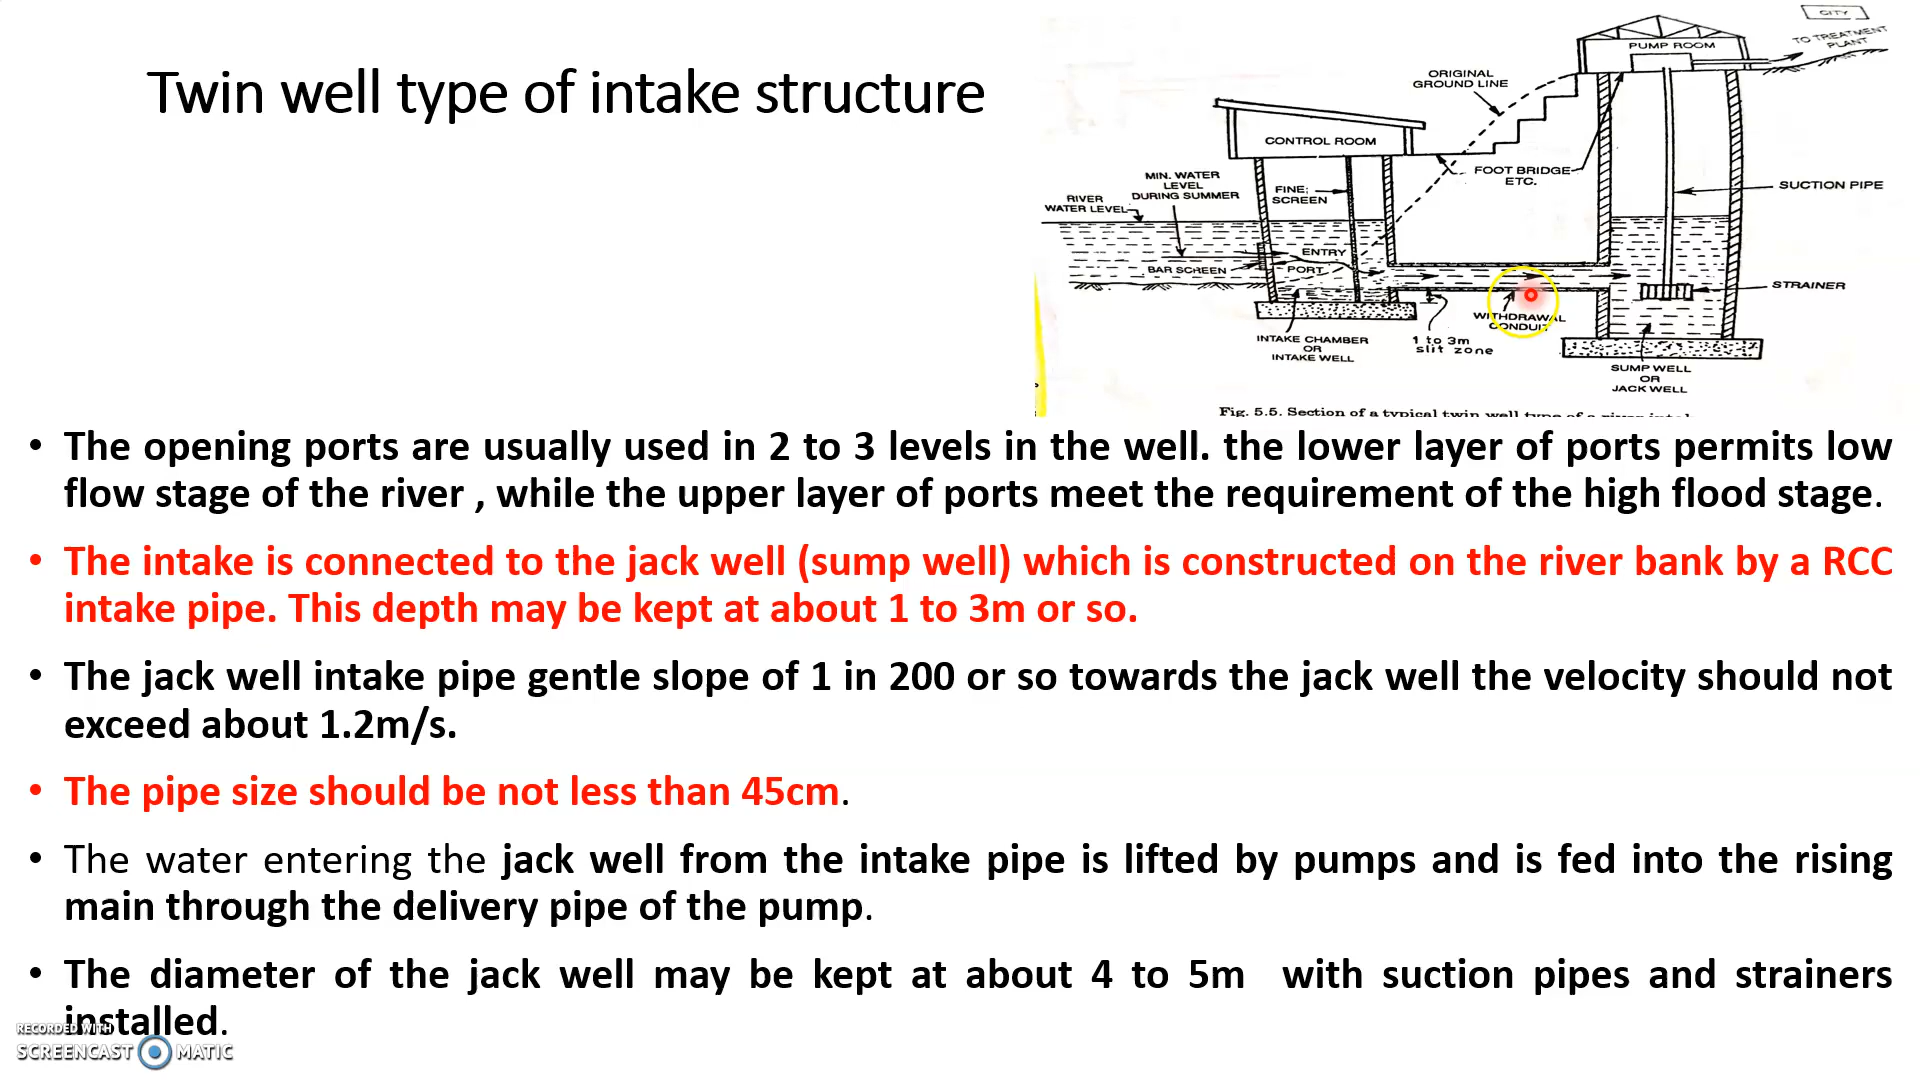 Twin well type of intake structure
CITY
TO TREATMENT
PLANT
PUMP ROOM
ORIGINAL
GROUND LINE
CONTROL ROOM
MIN. WATER
LEVEL
DURING SUMMER
RIVER
WATER LEVEL
FINE;
SCREEN
FOOT BRIDGE
ETC.
SUCTION PIPE
ENTRY
PORT
BAR SCREEN
STRAINER
WITHDRAWAL
CONDUIT
INTAKE CHAMBER
OR
INTAKE WELL
1 to 3m
slit zone
SUMP WELL
OR
JACK WELL
Fig. 5.5. Section of a typical twin well type of a river
• The opening ports are usually used in 2 to 3 levels in the well. the lower layer of ports permits low
flow stage of the river , while the upper layer of ports meet the requirement of the high flood stage.
• The intake is connected to the jack well (sump well) which is constructed on the river bank by a RCC
intake pipe. This depth may be kept at about 1 to 3m or so.
• The jack well intake pipe gentle slope of 1 in 200 or so towards the jack well the velocity should not
exceed about 1.2m/s.
• The pipe size should be not less than 45cm.
• The water entering the jack well from the intake pipe is lifted by pumps and is fed into the rising
main through the delivery pipe of the pump.
• The diameter of the jack well may be kept at about 4 to 5m with suction pipes and strainers
installed.
RECORDED WITH
SCREENCAST MATIC